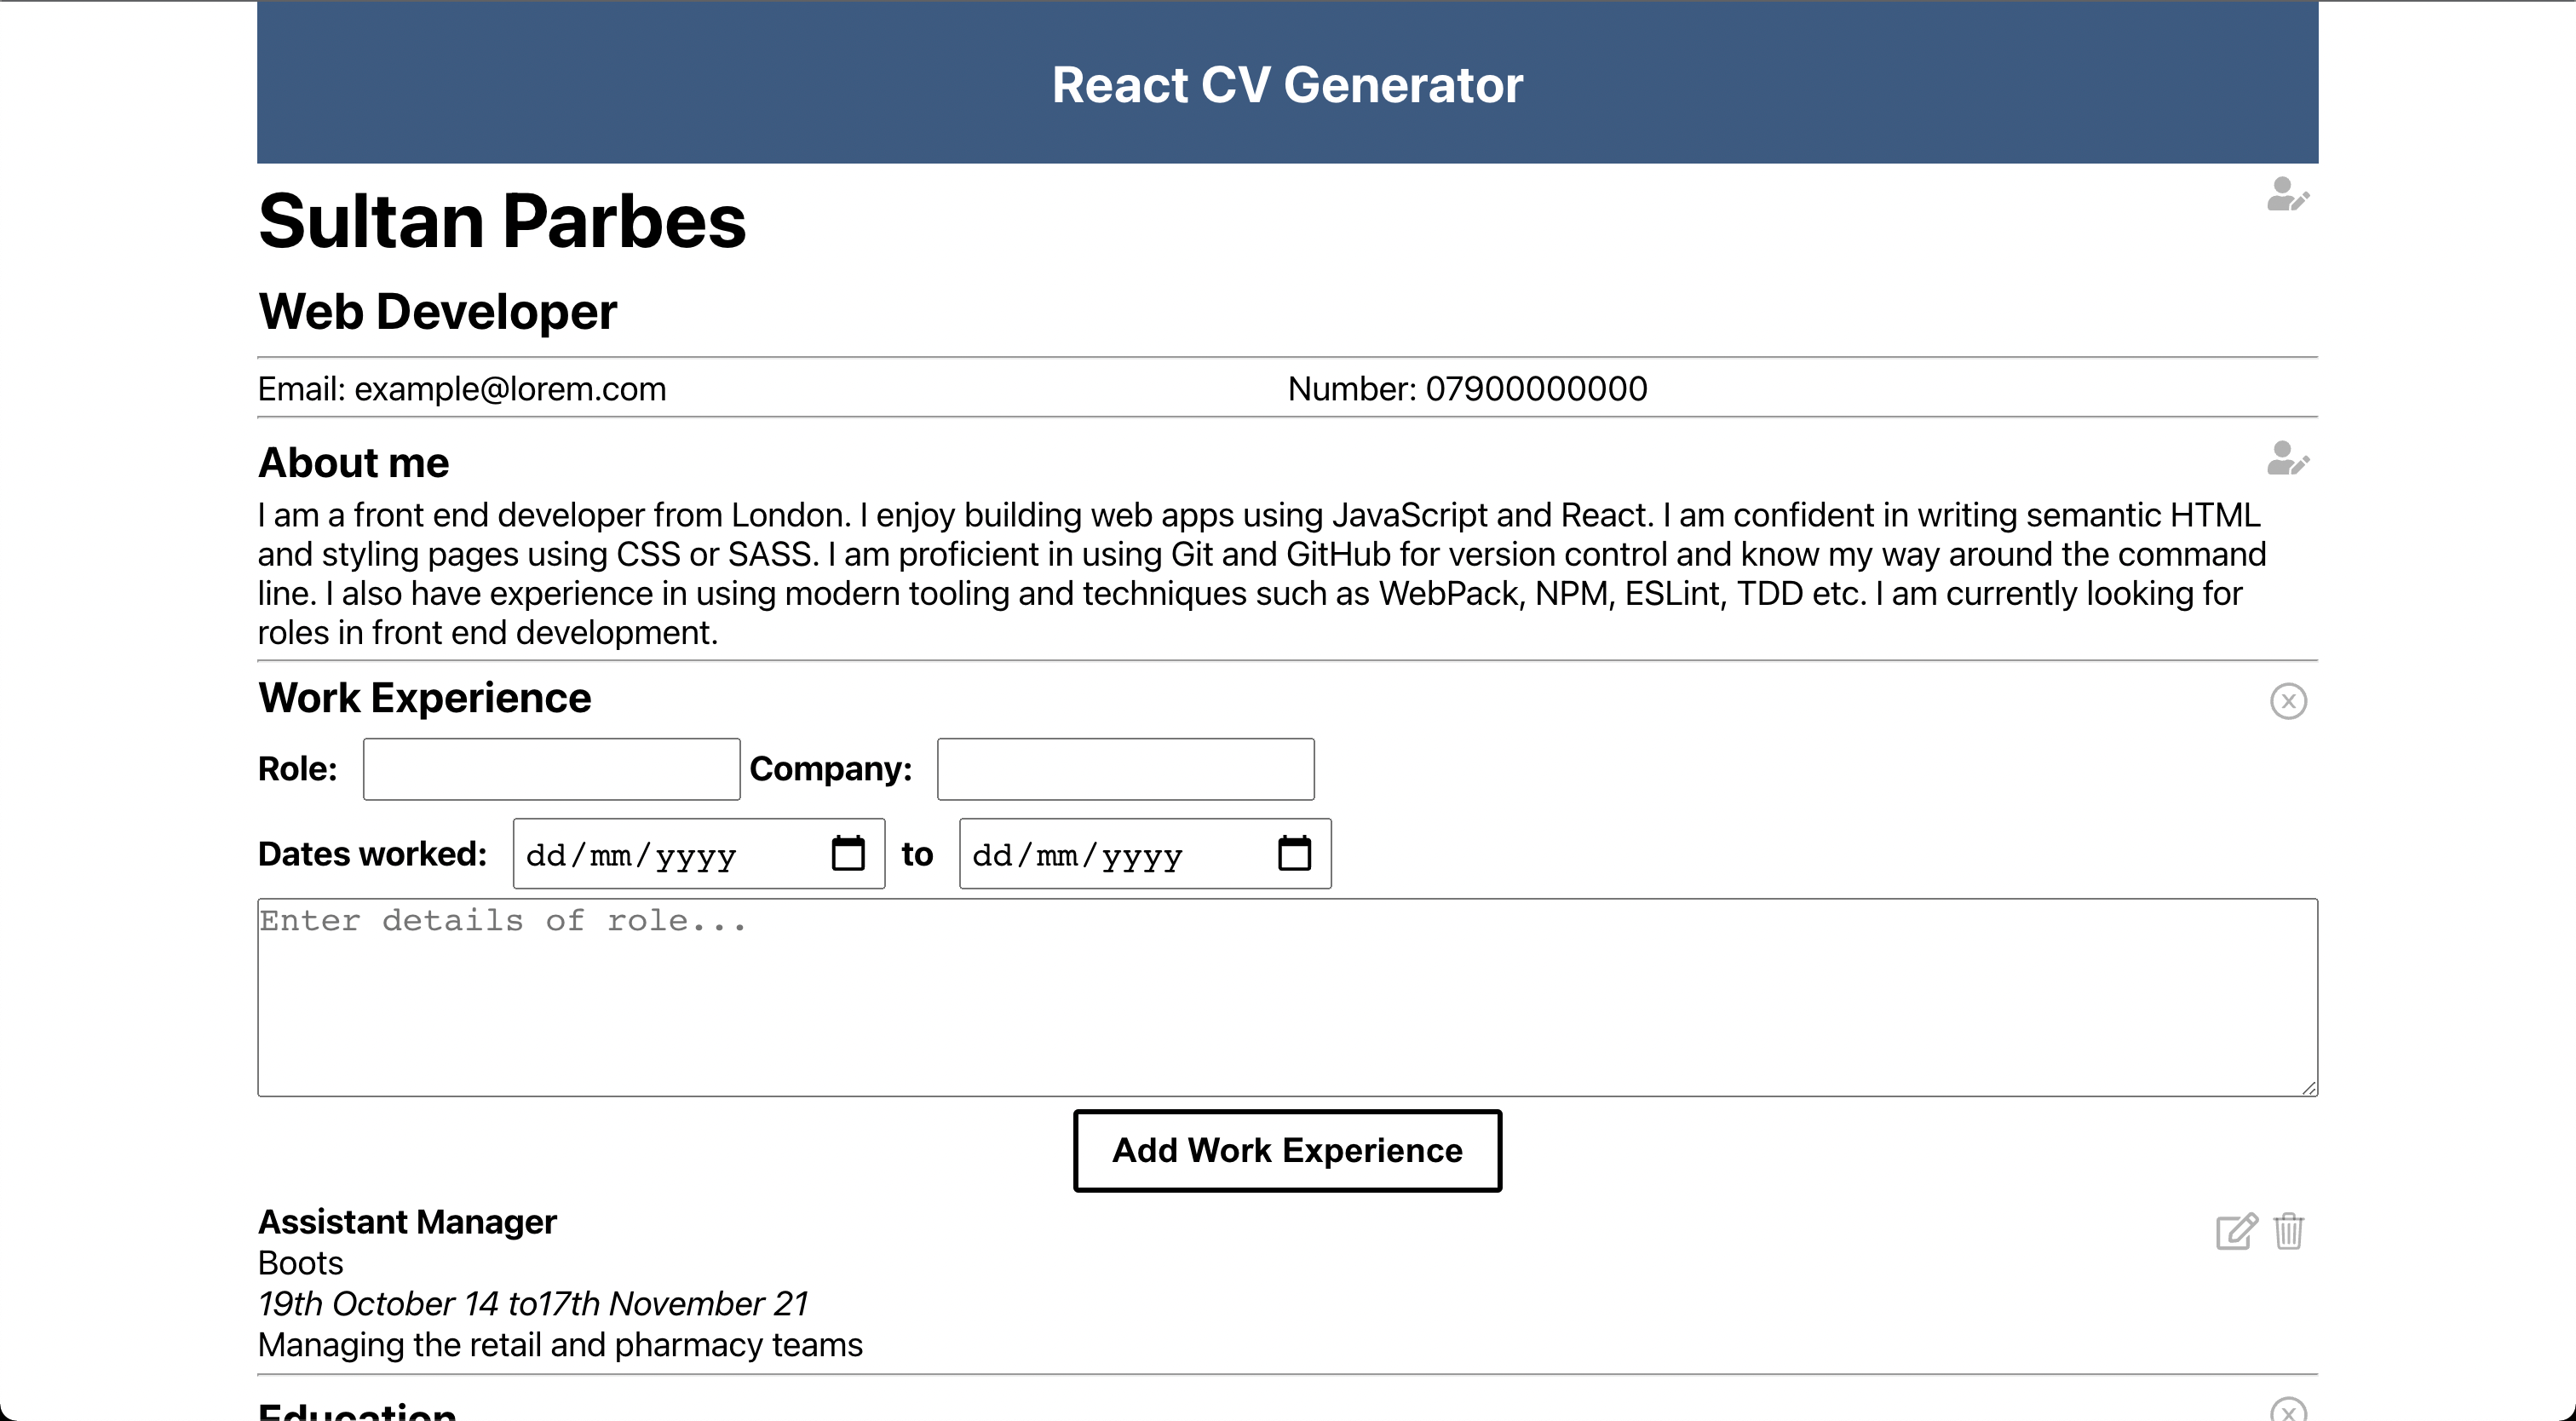 React CV Generator
Sultan Parbes
Web Developer
Email: example@lorem.com Number: 07900000000
About me
I am a front end developer from London. I enjoy building web apps using JavaScript and React. I am confident in writing semantic HTML
and styling pages using CSS or SASS. I am proficient in using Git and GitHub for version control and know my way around the command
line. I also have experience in using modern tooling and techniques such as WebPack, NPM, ESLint, TDD etc. I am currently looking for
roles in front end development.
Work Experience
Role: Company:
Dates worked: dd/mm/yyyy to dd/mm/yyyy
Enter details of role...
Add Work Experience
Assistant Manager
Boots
19th October 14 to17th November 21
Managing the retail and pharmacy teams
Education